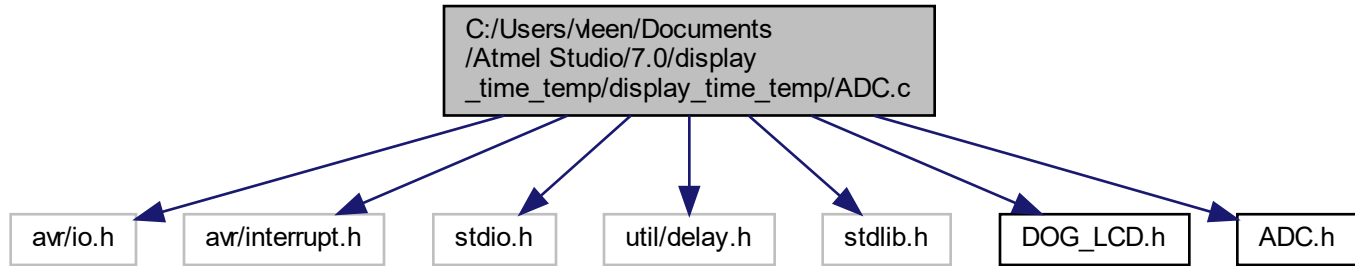 C:/Users/vleen/Documents
/Atmel Studio/7.0/display
_time_temp/display_time_temp/ADC.c
avr/io.h
avr/interrupt.h
stdio.h
util/delay.h
stdlib.h
DOG_LCD.h
ADC.h